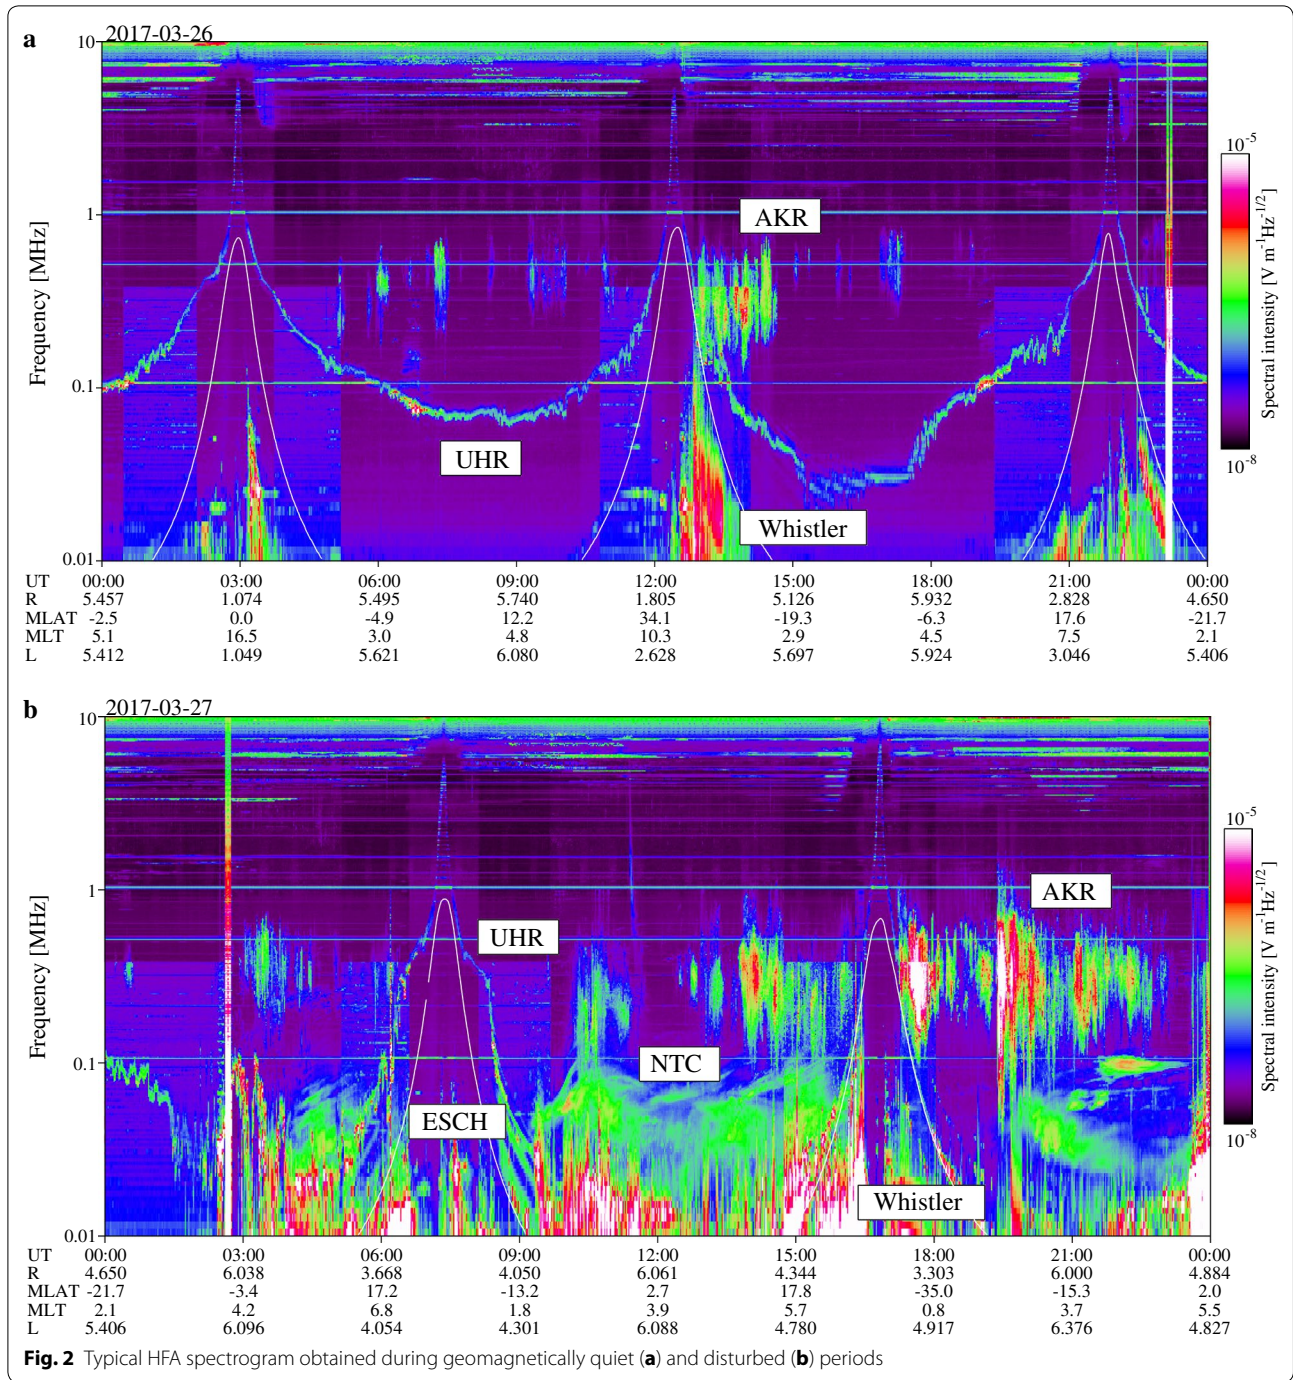 a
2017-03-26
10
1
0.1
0.01
Frequency [MHz]
AKR
UHR
Whistler
10-5
10-8
Spectral intensity [V m-1Hz-1/2]
UT 00:00 03:00 06:00 09:00 12:00 15:00 18:00 21:00 00:00
R 5.457 1.074 5.495 5.740 1.805 5.126 5.932 2.828 4.650
MLAT -2.5 0.0 -4.9 12.2 34.1 -19.3 -6.3 17.6 -21.7
MLT 5.1 16.5 3.0 4.8 10.3 2.9 4.5 7.5 2.1
L 5.412 1.049 5.621 6.080 2.628 5.697 5.924 3.046 5.406
b
2017-03-27
10
1
0.1
0.01
Frequency [MHz]
AKR
UHR
NTC
ESCH
Whistler
10-5
10-8
Spectral intensity [V m-1Hz-1/2]
UT 00:00 03:00 06:00 09:00 12:00 15:00 18:00 21:00 00:00
R 4.650 6.038 3.668 4.050 6.061 4.344 3.303 6.000 4.884
MLAT -21.7 -3.4 17.2 -13.2 2.7 17.8 -35.0 -15.3 2.0
MLT 2.1 4.2 6.8 1.8 3.9 5.7 0.8 3.7 5.5
L 5.406 6.096 4.054 4.301 6.088 4.780 4.917 6.376 4.827
Fig. 2 Typical HFA spectrogram obtained during geomagnetically quiet (a) and disturbed (b) periods